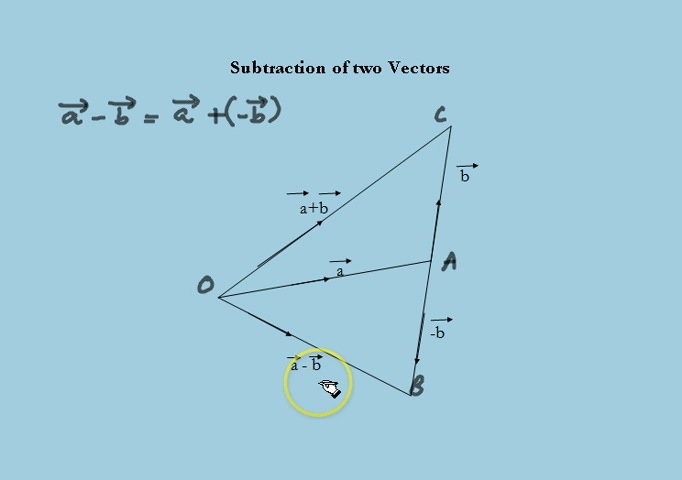 Subtraction of two Vectors
a⃗ - b⃗ = a⃗ + (-b⃗)
C
b⃗
a⃗+b⃗
A
a⃗
O
-b⃗
a⃗ - b⃗
B